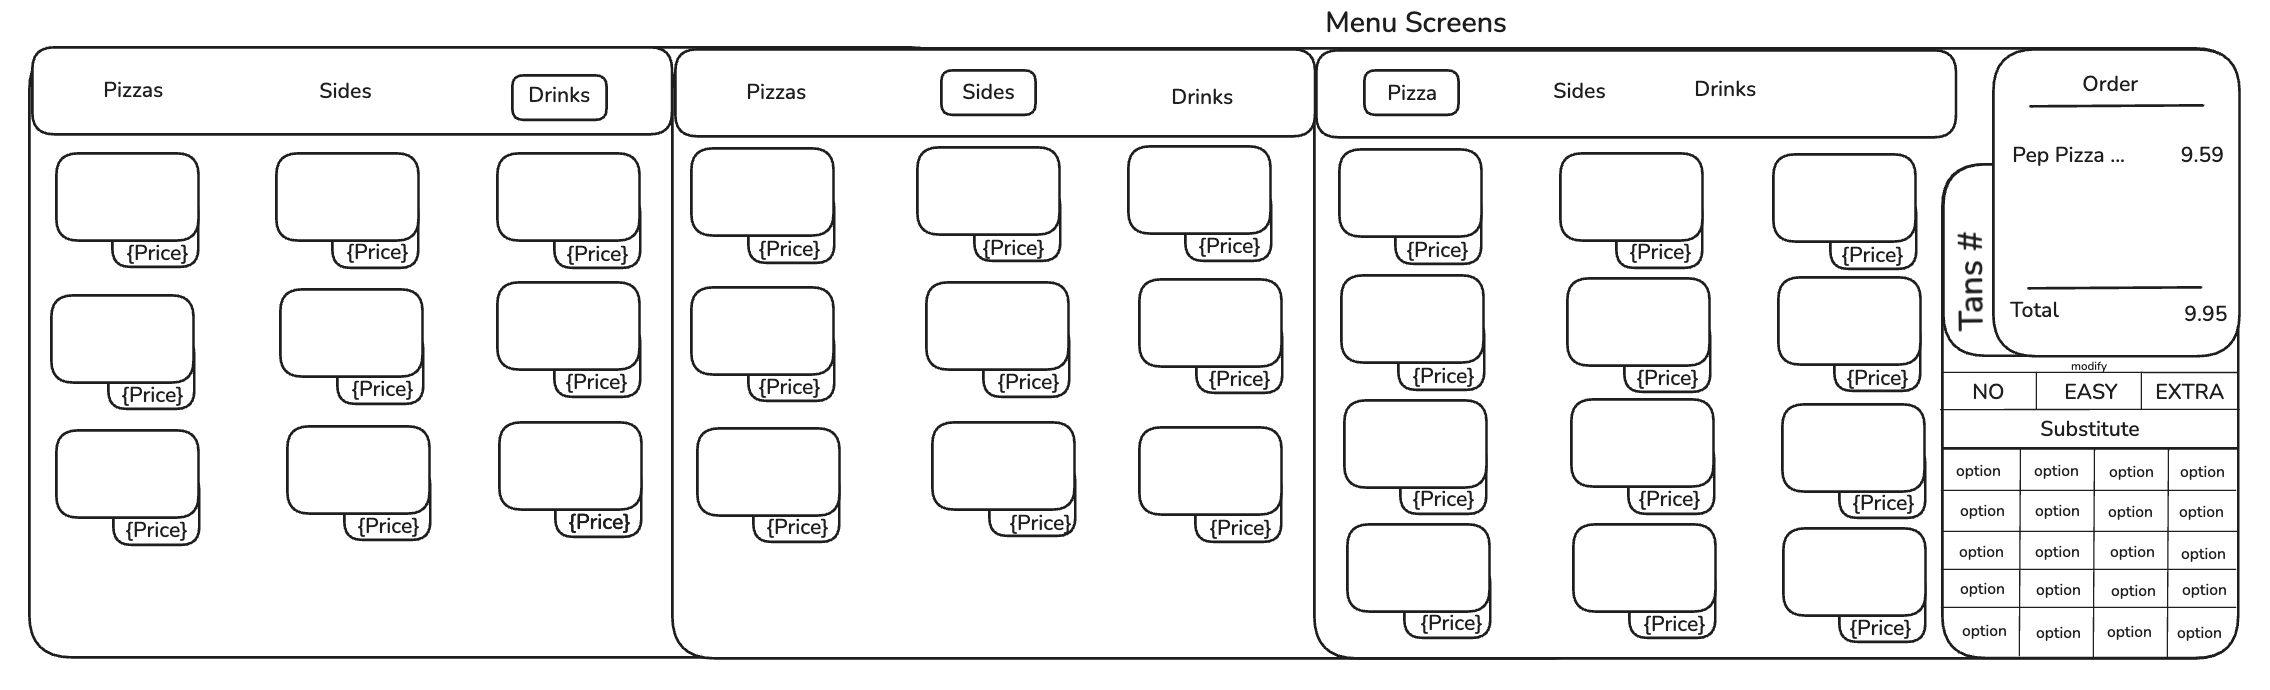 Menu Screens
Pizzas Sides Drinks
{Price} {Price} {Price}
{Price} {Price} {Price}
{Price} {Price} {Price}
Pizzas Sides Drinks
{Price} {Price} {Price}
{Price} {Price} {Price}
{Price} {Price} {Price}
Pizza Sides Drinks
{Price} {Price} {Price}
{Price} {Price} {Price}
{Price} {Price} {Price}
{Price} {Price} {Price}
Tans #
Order
Pep Pizza ... 9.59
Total 9.95
modify
NO EASY EXTRA
Substitute
option option option option
option option option option
option option option option
option option option option
option option option option